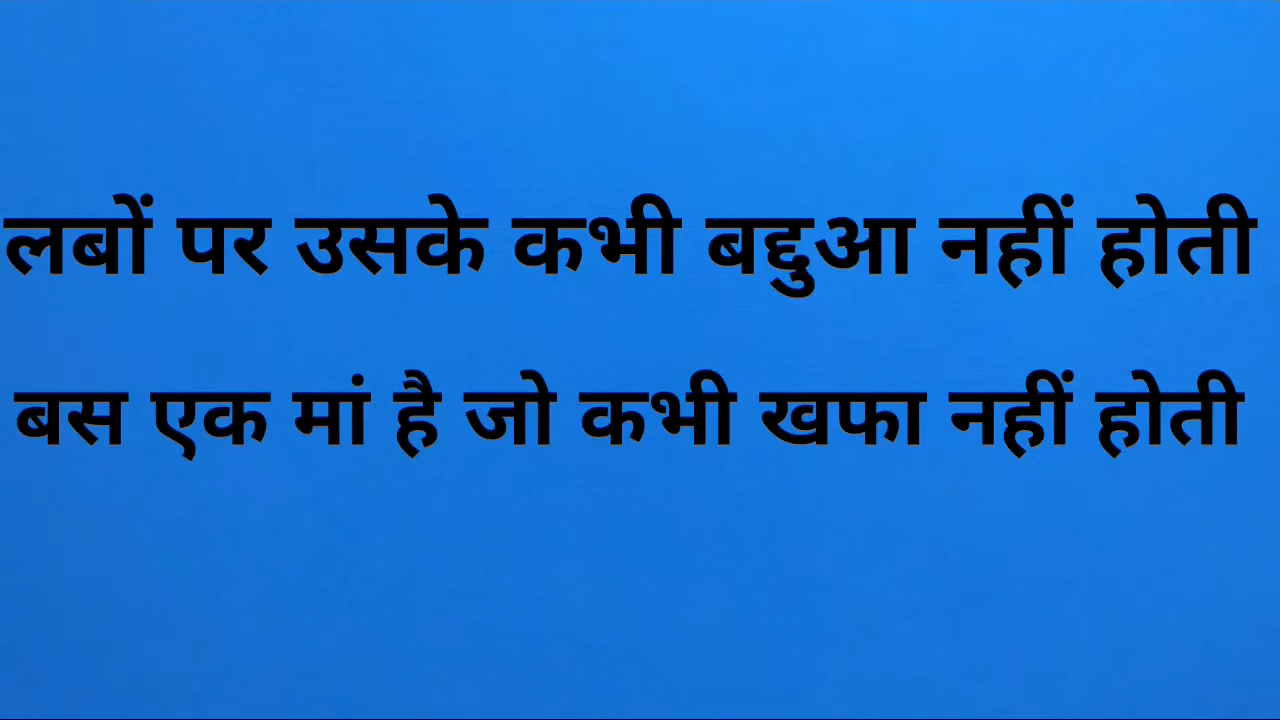 लबों पर उसके कभी बद्दुआ नहीं होती
बस एक मां है जो कभी खफा नहीं होती